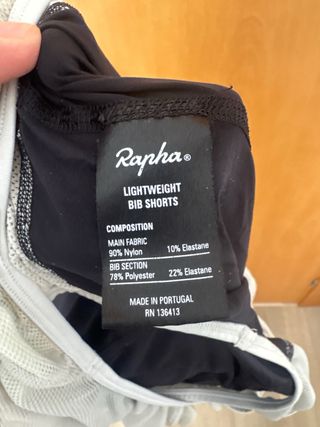 Rapha®
LIGHTWEIGHT
BIB SHORTS
COMPOSITION
MAIN FABRIC
90% Nylon 10% Elastane
BIB SECTION
78% Polyester 22% Elastane
MADE IN PORTUGAL
RN 136413